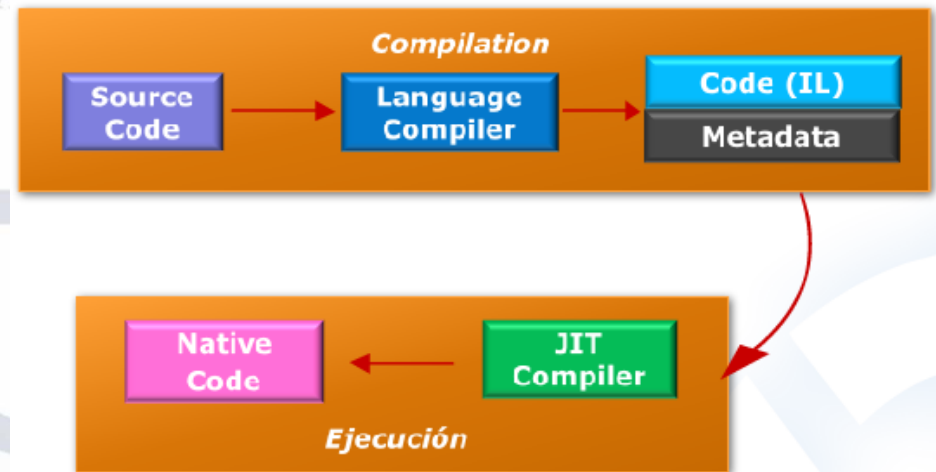 Compilation
Source
Code
Language
Compiler
Code (IL)
Metadata
Native
Code
JIT
Compiler
Ejecución